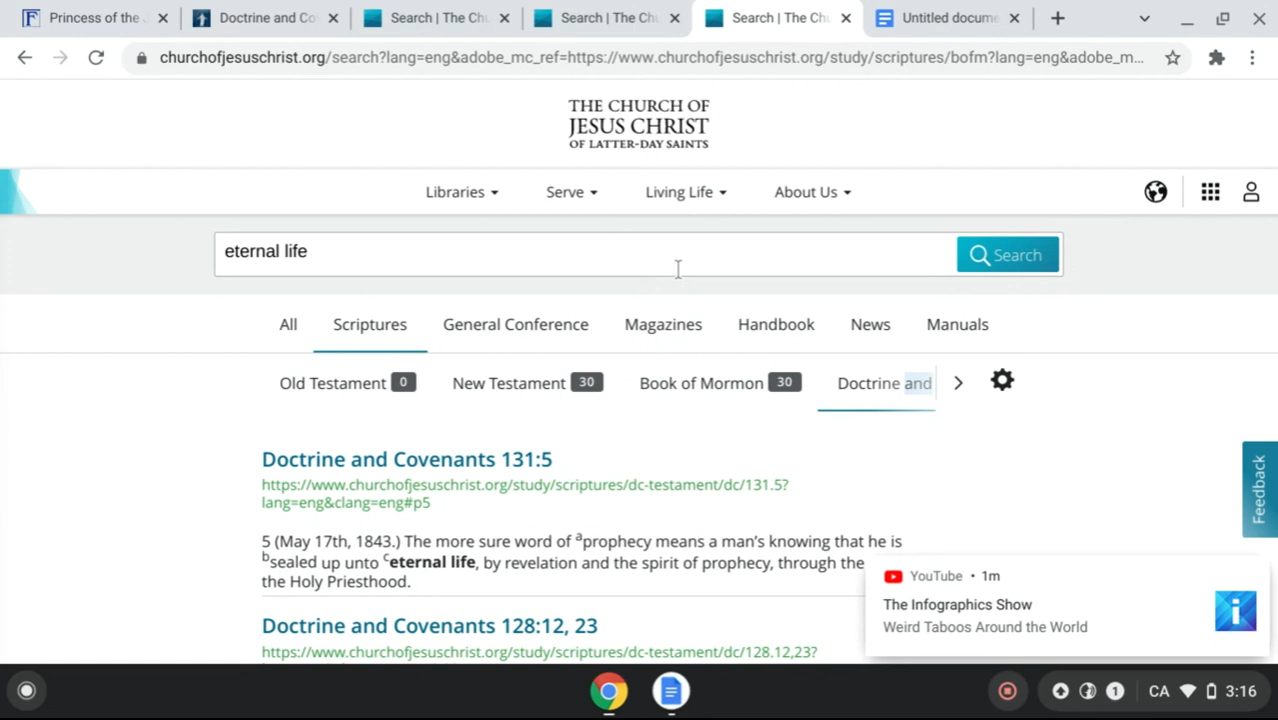 Princess of the
Doctrine and Co
Search | The Chu
Search | The Chu
Search | The Chu
Untitled docume
churchofjesuschrist.org/search?lang=eng&adobe_mc_ref=https://www.churchofjesuschrist.org/study/scriptures/bofm?lang=eng&adobe_m...
THE CHURCH OF
JESUS CHRIST
OF LATTER-DAY SAINTS
Libraries
Serve
Living Life
About Us
eternal life
Search
All
Scriptures
General Conference
Magazines
Handbook
News
Manuals
Old Testament 0
New Testament 30
Book of Mormon 30
Doctrine and
Doctrine and Covenants 131:5
https://www.churchofjesuschrist.org/study/scriptures/dc-testament/dc/131.5?
lang=eng&clang=eng#p5
5 (May 17th, 1843.) The more sure word of aprophecy means a man's knowing that he is
bsealed up unto ceternal life, by revelation and the spirit of prophecy, through the
the Holy Priesthood.
Doctrine and Covenants 128:12, 23
https://www.churchofjesuschrist.org/study/scriptures/dc-testament/dc/128.12,23?
Feedback
YouTube • 1m
The Infographics Show
Weird Taboos Around the World
1
CA
3:16